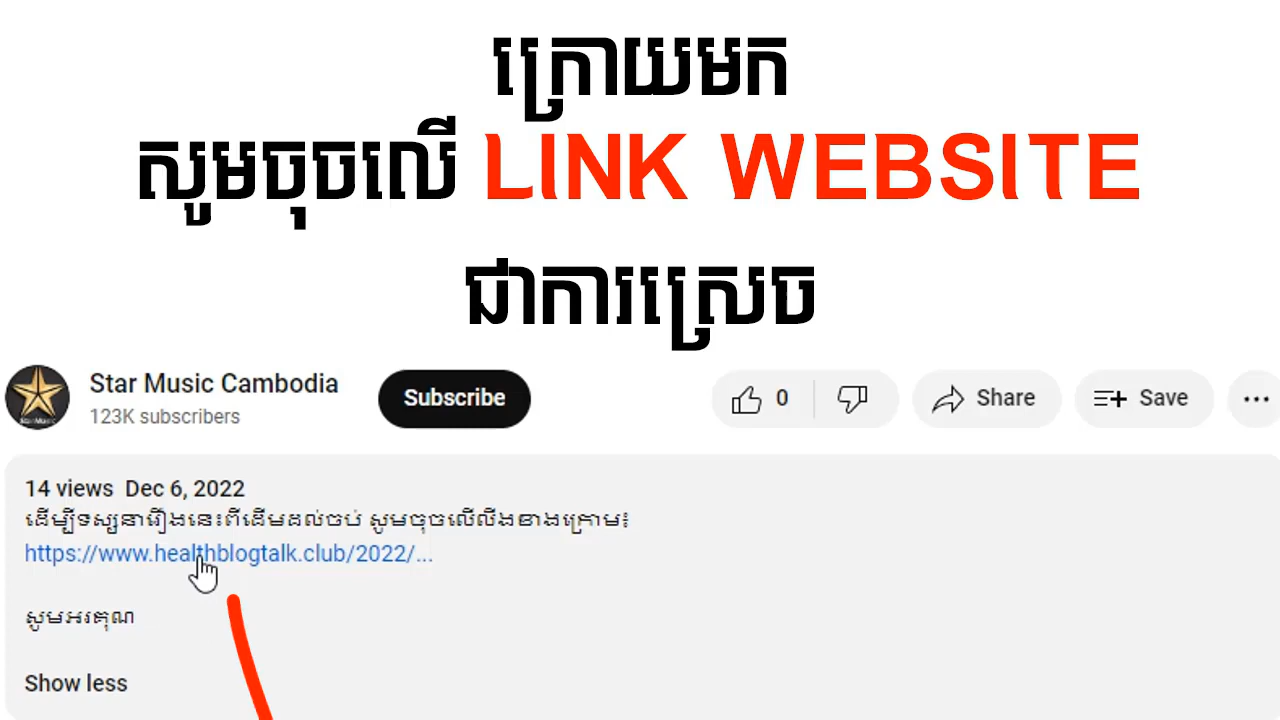 ក្រោយមក
សូមចុចលើ LINK WEBSITE
ជាការស្រេច
Star Music Cambodia
123K subscribers
Subscribe
0
Share
Save
14 views Dec 6, 2022
ដើម្បីទស្សនារឿងនេះពីដើមដល់ចប់ សូមចុចលើលីងខាងក្រោម៖
https://www.healthblogtalk.club/2022/...
សូមអរគុណ
Show less